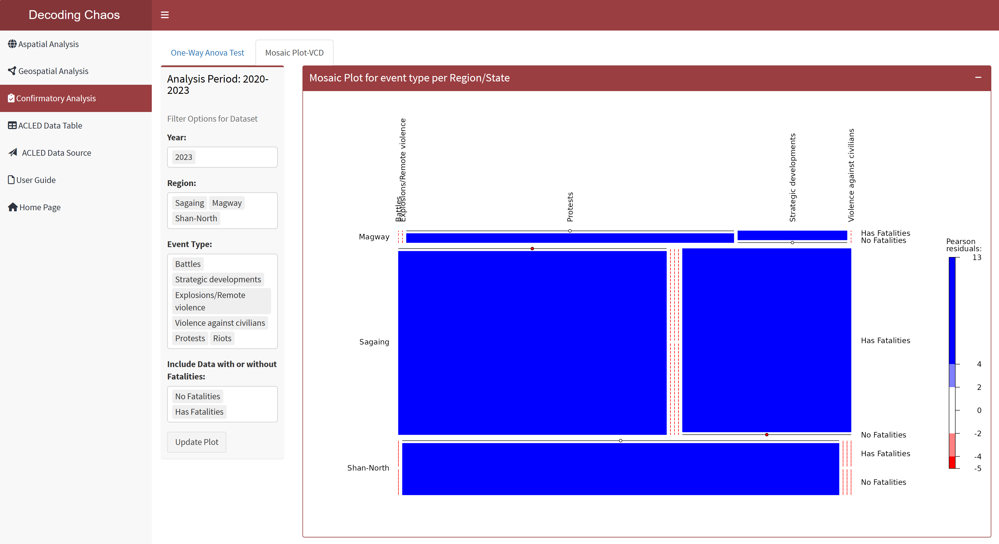 Decoding Chaos
Aspatial Analysis
Geospatial Analysis
Confirmatory Analysis
ACLED Data Table
ACLED Data Source
User Guide
Home Page
One-Way Anova Test
Mosaic Plot-VCD
Analysis Period: 2020-
2023
Filter Options for Dataset
Year:
2023
Region:
Sagaing Magway
Shan-North
Event Type:
Battles
Strategic developments
Explosions/Remote
violence
Violence against civilians
Protests Riots
Include Data with or without
Fatalities:
No Fatalities
Has Fatalities
Update Plot
Mosaic Plot for event type per Region/State
Battles
Explosions/Remote violence
Protests
Strategic developments
Violence against civilians
Magway
Has Fatalities
No Fatalities
Sagaing
Has Fatalities
No Fatalities
Shan-North
Has Fatalities
No Fatalities
Pearson
residuals:
13
4
2
0
-2
-4
-5